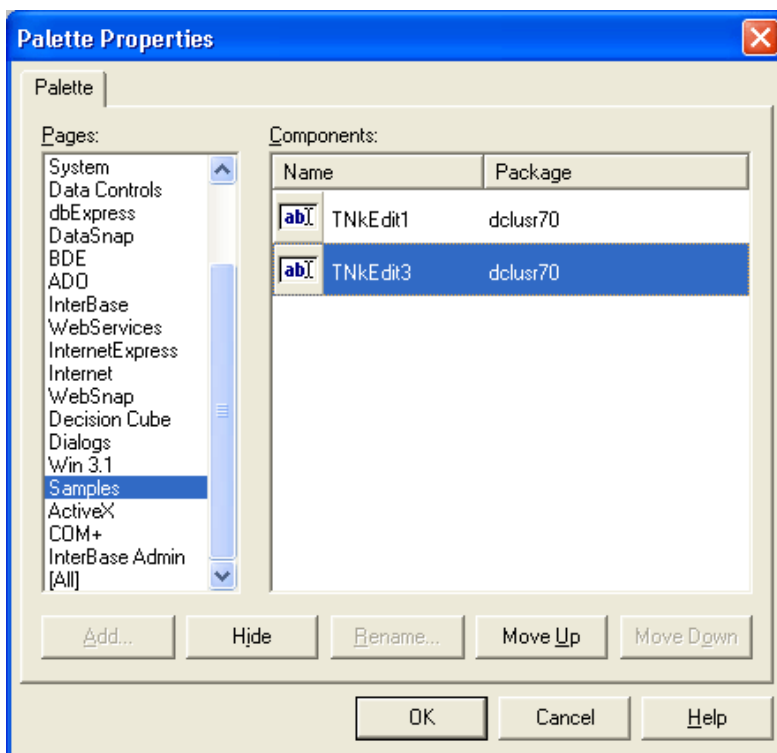 Palette Properties
Palette
Pages:
System
Data Controls
dbExpress
DataSnap
BDE
ADO
InterBase
WebServices
InternetExpress
Internet
WebSnap
Decision Cube
Dialogs
Win 3.1
Samples
ActiveX
COM+
InterBase Admin
[All]
Components:
Name Package
ab TNkEdit1 dclusr70
ab TNkEdit3 dclusr70
Add... Hide Rename... Move Up Move Down
OK Cancel Help